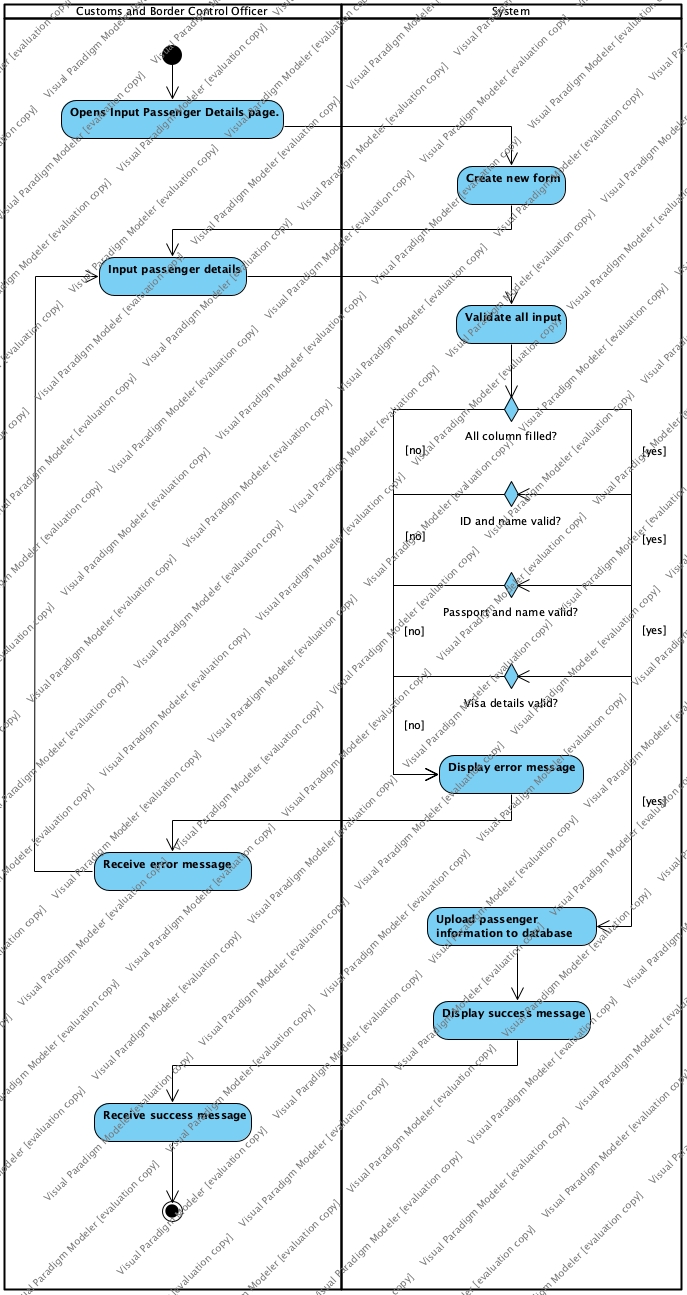 Customs and Border Control Officer
System
Opens Input Passenger Details page.
Create new form
Input passenger details
Validate all input
All column filled?
[no]
[yes]
ID and name valid?
[no]
[yes]
Passport and name valid?
[no]
[yes]
Visa details valid?
[no]
Display error message
[yes]
Receive error message
Upload passenger
information to database
Display success message
Receive success message
Visual Paradigm Modeler [evaluation copy]